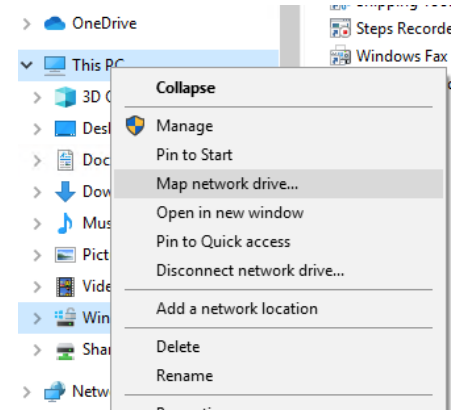 OneDrive
Steps Recorde
This PC
Windows Fax
Collapse
3D
Manage
Desl
Pin to Start
Doc
Map network drive...
Dow
Open in new window
Mus
Pin to Quick access
Pict
Disconnect network drive...
Vide
Add a network location
Win
Delete
Shar
Rename
Netw